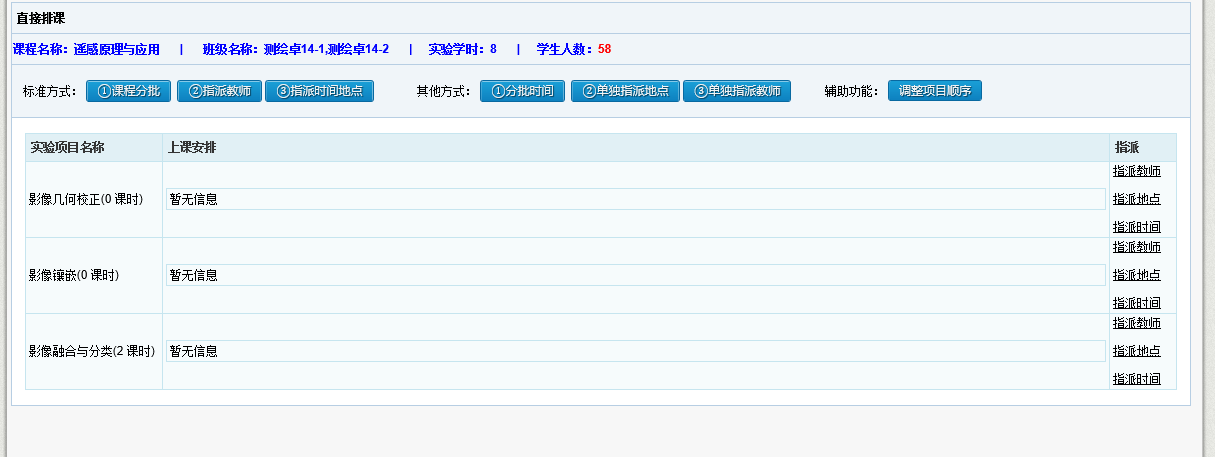 直接排课
课程名称：遥感原理与应用 | 班级名称：测绘卓14-1,测绘卓14-2 | 实验学时：8 | 学生人数：58
标准方式： ①课程分批 ②指派教师 ③指派时间地点 其他方式： ①分批时间 ②单独指派地点 ③单独指派教师 辅助功能： 调整项目顺序
实验项目名称 上课安排 指派
指派教师
影像几何校正(0 课时) 暂无信息 指派地点
指派时间
指派教师
影像镶嵌(0 课时) 暂无信息 指派地点
指派时间
指派教师
影像融合与分类(2 课时) 暂无信息 指派地点
指派时间